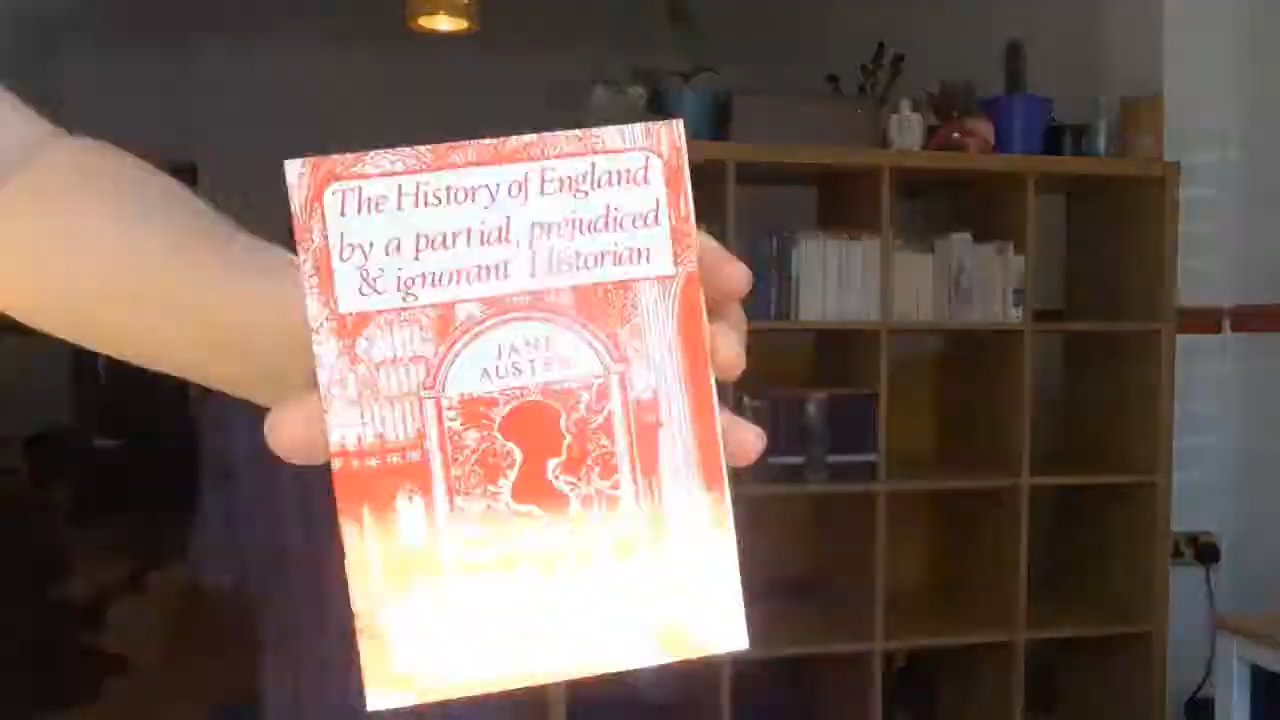 The History of England
by a partial, prejudiced
& ignorant Historian
JANE
AUSTEN